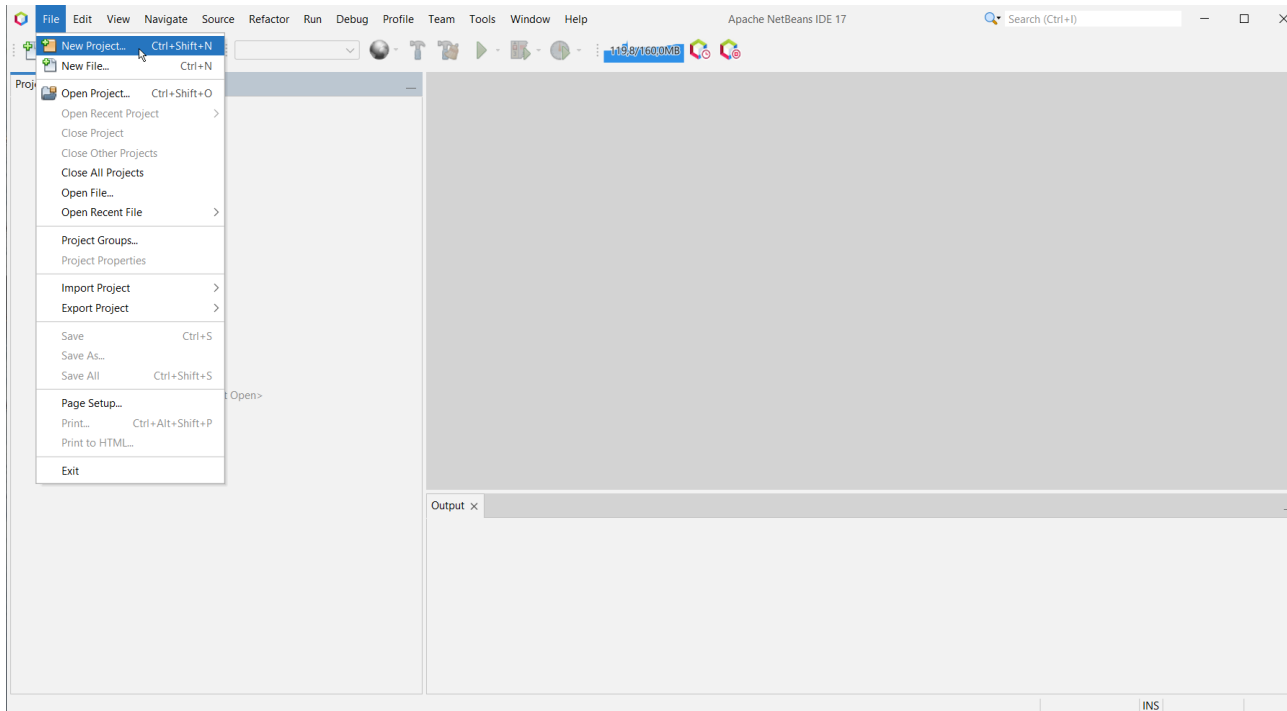 File Edit View Navigate Source Refactor Run Debug Profile Team Tools Window Help Apache NetBeans IDE 17 Search (Ctrl+I)
New Project... Ctrl+Shift+N
119,8/160,0MB
New File... Ctrl+N
Proj
Open Project... Ctrl+Shift+O
Open Recent Project
Close Project
Close Other Projects
Close All Projects
Open File...
Open Recent File
Project Groups...
Project Properties
Import Project
Export Project
Save Ctrl+S
Save As...
Save All Ctrl+Shift+S
t Open>
Page Setup...
Print... Ctrl+Alt+Shift+P
Print to HTML...
Exit
Output
INS